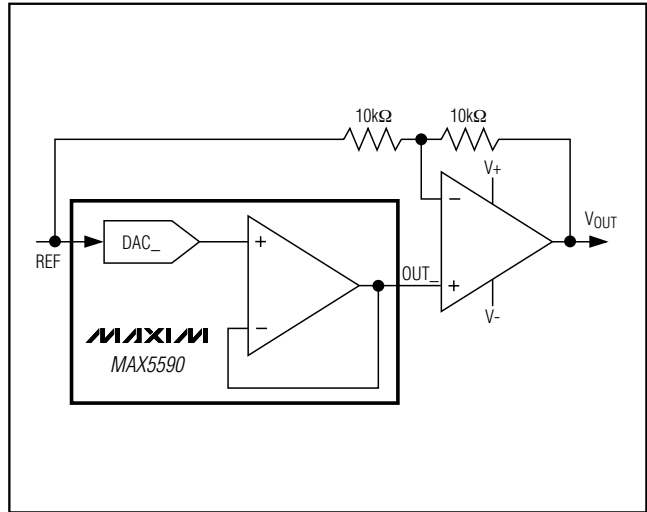 10kΩ 10kΩ
V+
−
VOUT
REF
DAC_
+
OUT_
+
−
V-
MAXIM
MAX5590